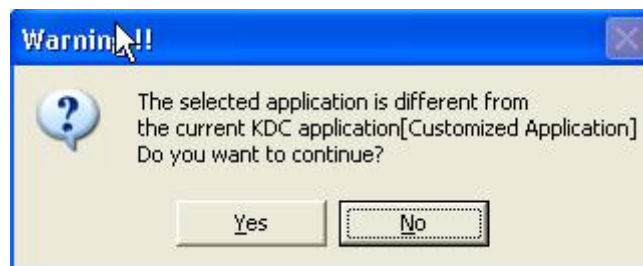 Warning!!
The selected application is different from
the current KDC application[Customized Application]
Do you want to continue?
Yes
No